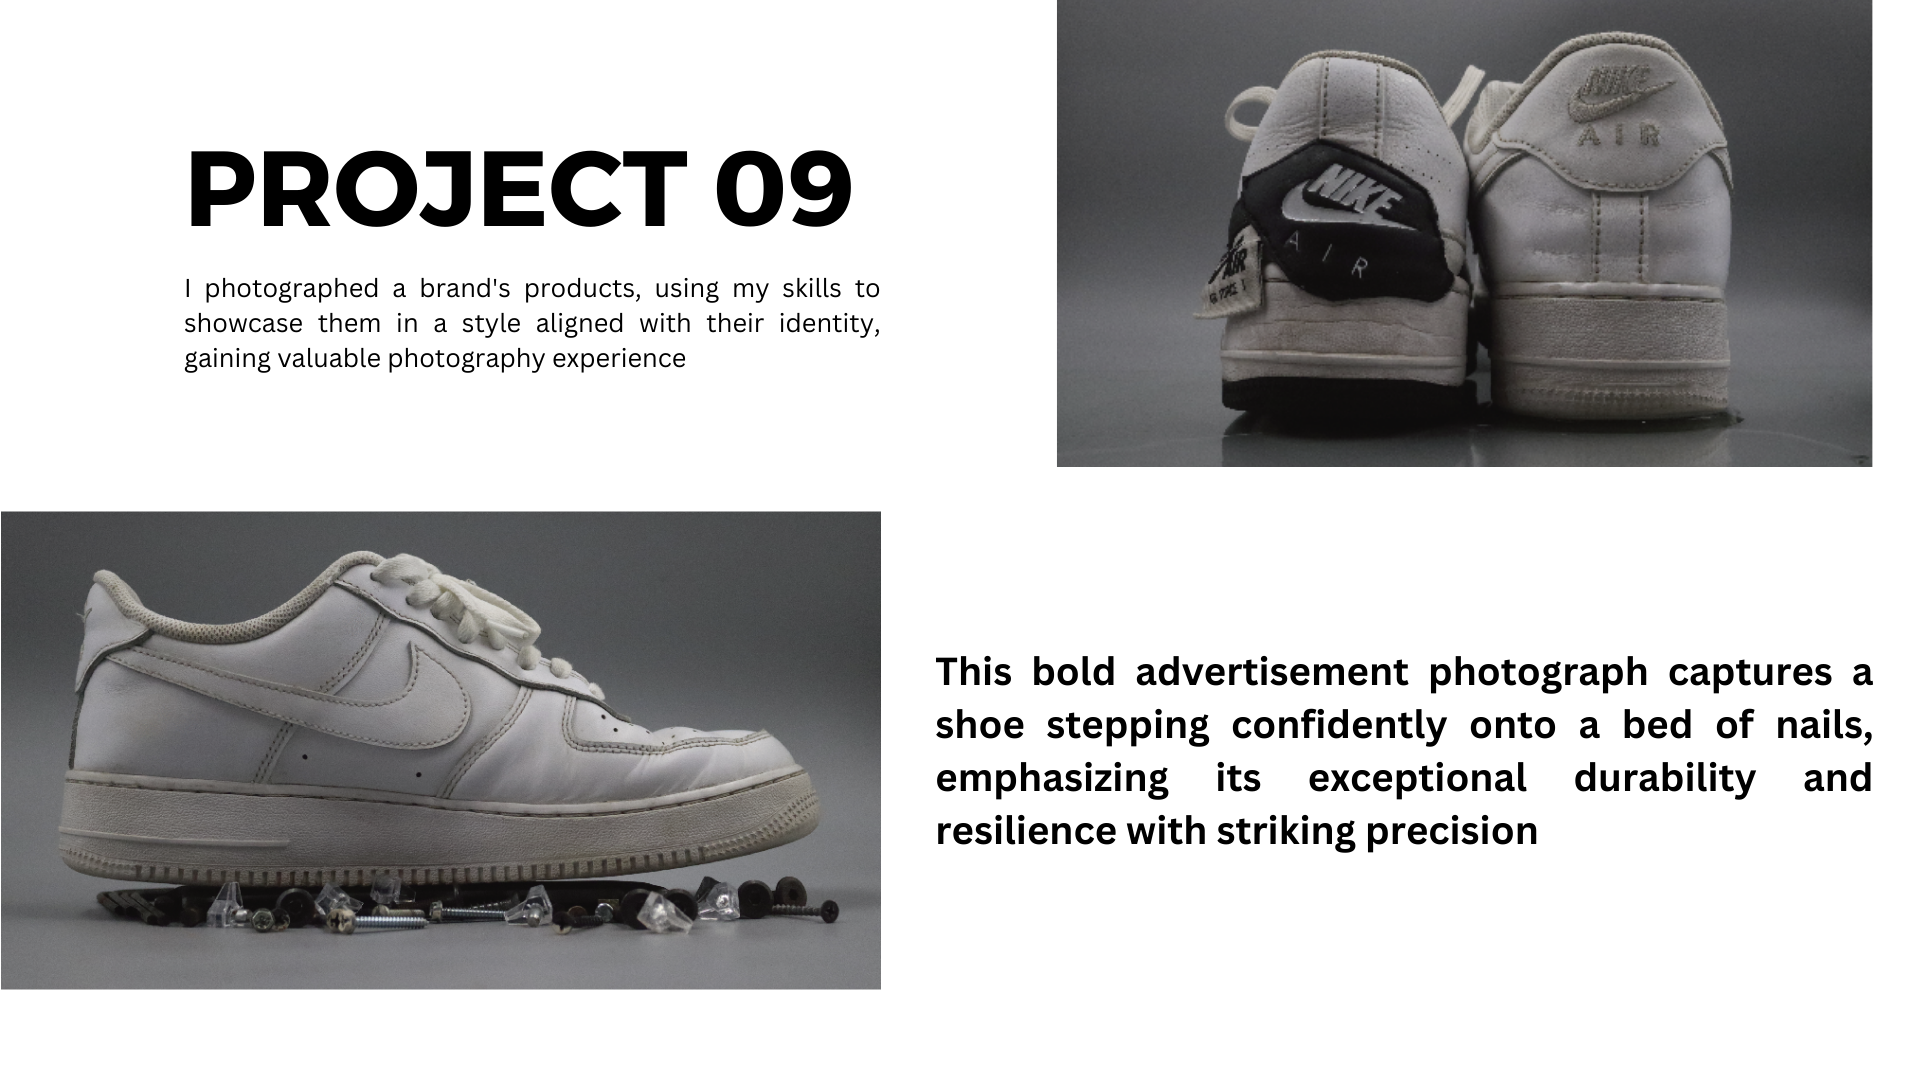 PROJECT 09
I photographed a brand's products, using my skills to
showcase them in a style aligned with their identity,
gaining valuable photography experience
NIKE
AIR
NIKE
AIR
AIR
This bold advertisement photograph captures a
shoe stepping confidently onto a bed of nails,
emphasizing its exceptional durability and
resilience with striking precision